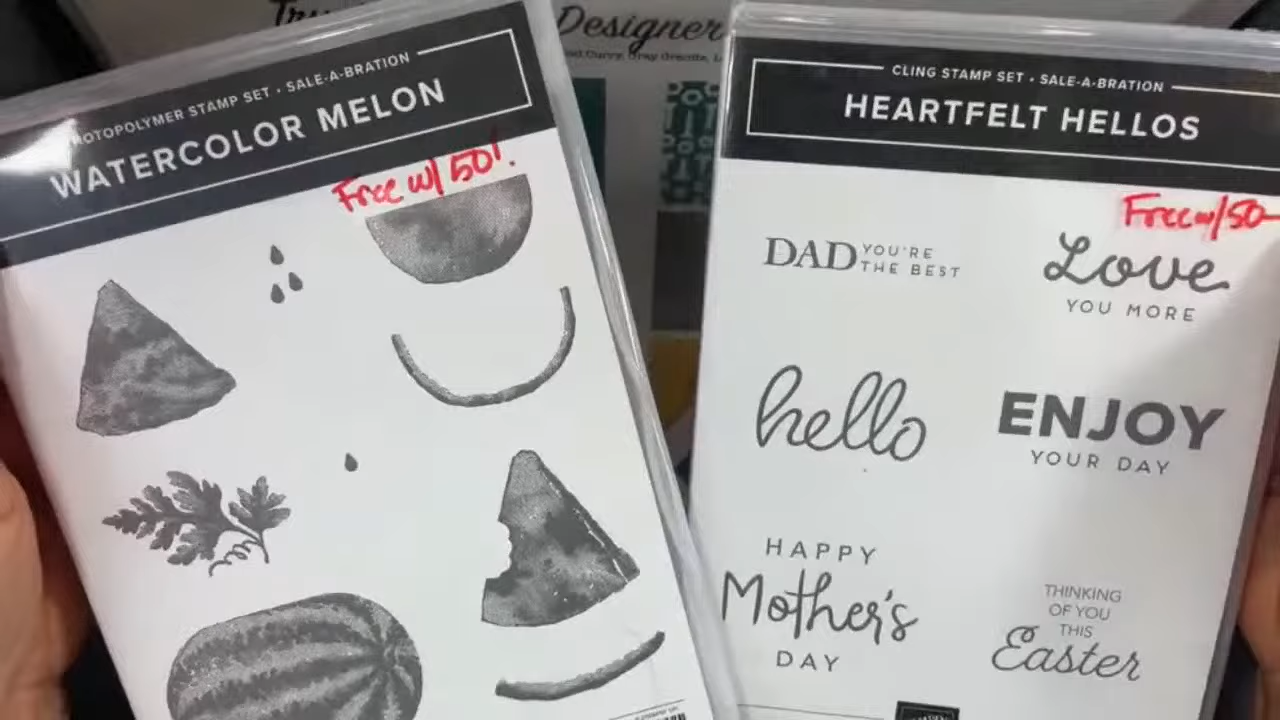 Designer
PHOTOPOLYMER STAMP SET • SALE-A-BRATION
WATERCOLOR MELON
Free w/ 50!.
CLING STAMP SET • SALE-A-BRATION
HEARTFELT HELLOS
Free w/50-
DAD YOU'RE
THE BEST
Love
YOU MORE
hello
ENJOY
YOUR DAY
HAPPY
Mother's
DAY
THINKING
OF YOU
THIS
Easter